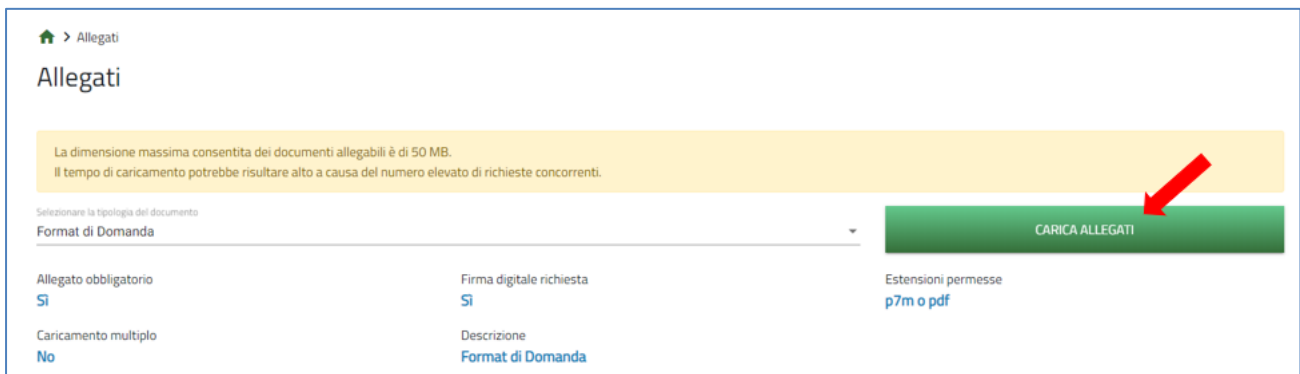 > Allegati
Allegati
La dimensione massima consentita dei documenti allegabili è di 50 MB.
Il tempo di caricamento potrebbe risultare alto a causa del numero elevato di richieste concorrenti.
Selezionare la tipologia del documento
Format di Domanda
CARICA ALLEGATI
Allegato obbligatorio
Sì
Firma digitale richiesta
Sì
Estensioni permesse
p7m o pdf
Caricamento multiplo
No
Descrizione
Format di Domanda